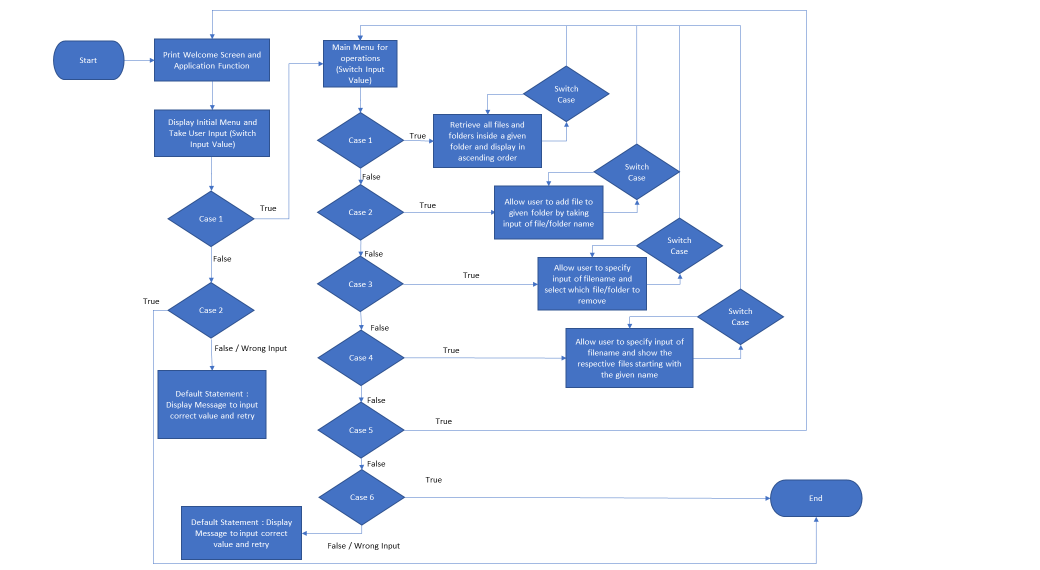 Start
Print Welcome Screen and
Application Function
Display Initial Menu and
Take User Input (Switch
Input Value)
Case 1
True
False
Case 2
True
False / Wrong Input
Default Statement :
Display Message to input
correct value and retry
Main Menu for
operations
(Switch Input
Value)
Case 1
True
False
Retrieve all files and
folders inside a given
folder and display in
ascending order
Switch
Case
Case 2
True
False
Allow user to add file to
given folder by taking
input of file/folder name
Switch
Case
Case 3
True
False
Allow user to specify
input of filename and
select which file/folder to
remove
Switch
Case
Case 4
True
False
Allow user to specify input of
filename and show the
respective files starting with
the given name
Switch
Case
Case 5
True
False
Case 6
True
False / Wrong Input
Default Statement : Display
Message to input correct
value and retry
End